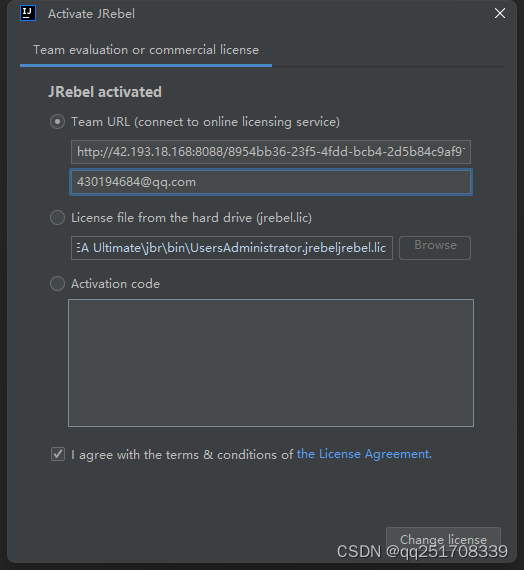 IJ
Activate JRebel
Team evaluation or commercial license
JRebel activated
Team URL (connect to online licensing service)
http://42.193.18.168:8088/8954bb36-23f5-4fdd-bcb4-2d5b84c9af9
430194684@qq.com
License file from the hard drive (jrebel.lic)
EA Ultimate\jbr\bin\UsersAdministrator.jrebeljrebel.lic
Browse
Activation code
I agree with the terms & conditions of the License Agreement.
Change license
CSDN @qq251708339